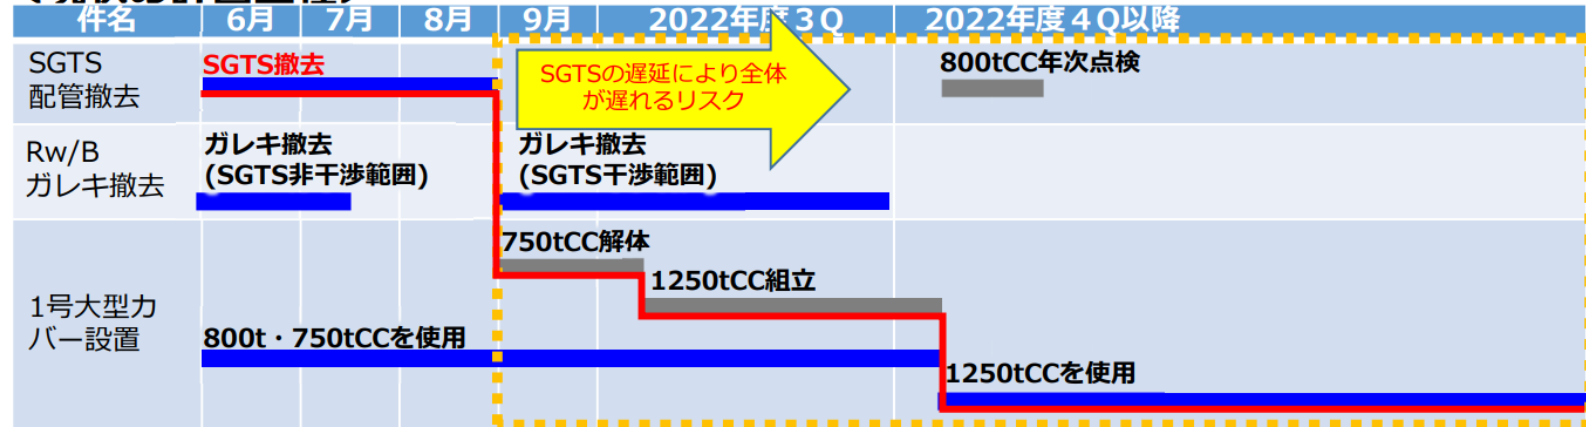 件名 6月 7月 8月 9月 2022年度3Q 2022年度4Q以降
SGTS
配管撤去
SGTS撤去
SGTSの遅延により全体
が遅れるリスク
800tCC年次点検
Rw/B
ガレキ撤去
ガレキ撤去
(SGTS非干渉範囲)
ガレキ撤去
(SGTS干渉範囲)
1号大型カ
バー設置
750tCC解体
1250tCC組立
800t・750tCCを使用
1250tCCを使用